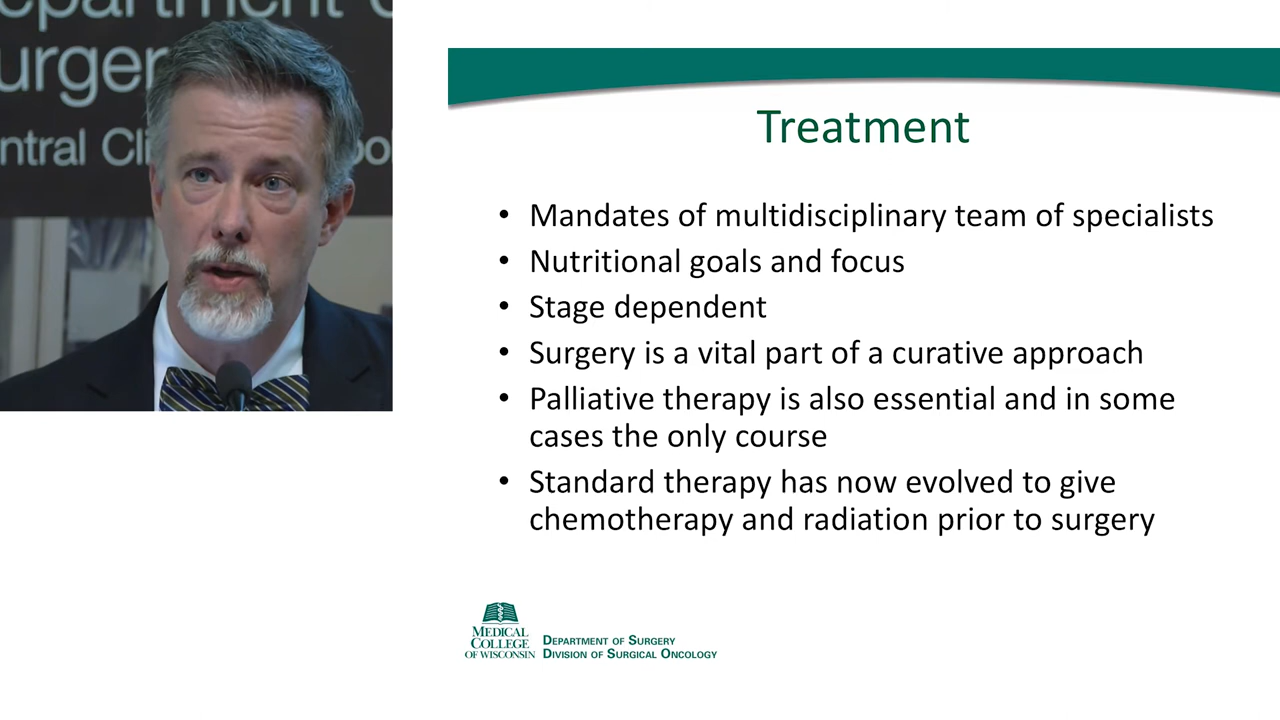 epartment
urger
ntral Cli
Treatment
• Mandates of multidisciplinary team of specialists
• Nutritional goals and focus
• Stage dependent
• Surgery is a vital part of a curative approach
• Palliative therapy is also essential and in some
cases the only course
• Standard therapy has now evolved to give
chemotherapy and radiation prior to surgery
MEDICAL
COLLEGE
OF WISCONSIN
DEPARTMENT OF SURGERY
DIVISION OF SURGICAL ONCOLOGY